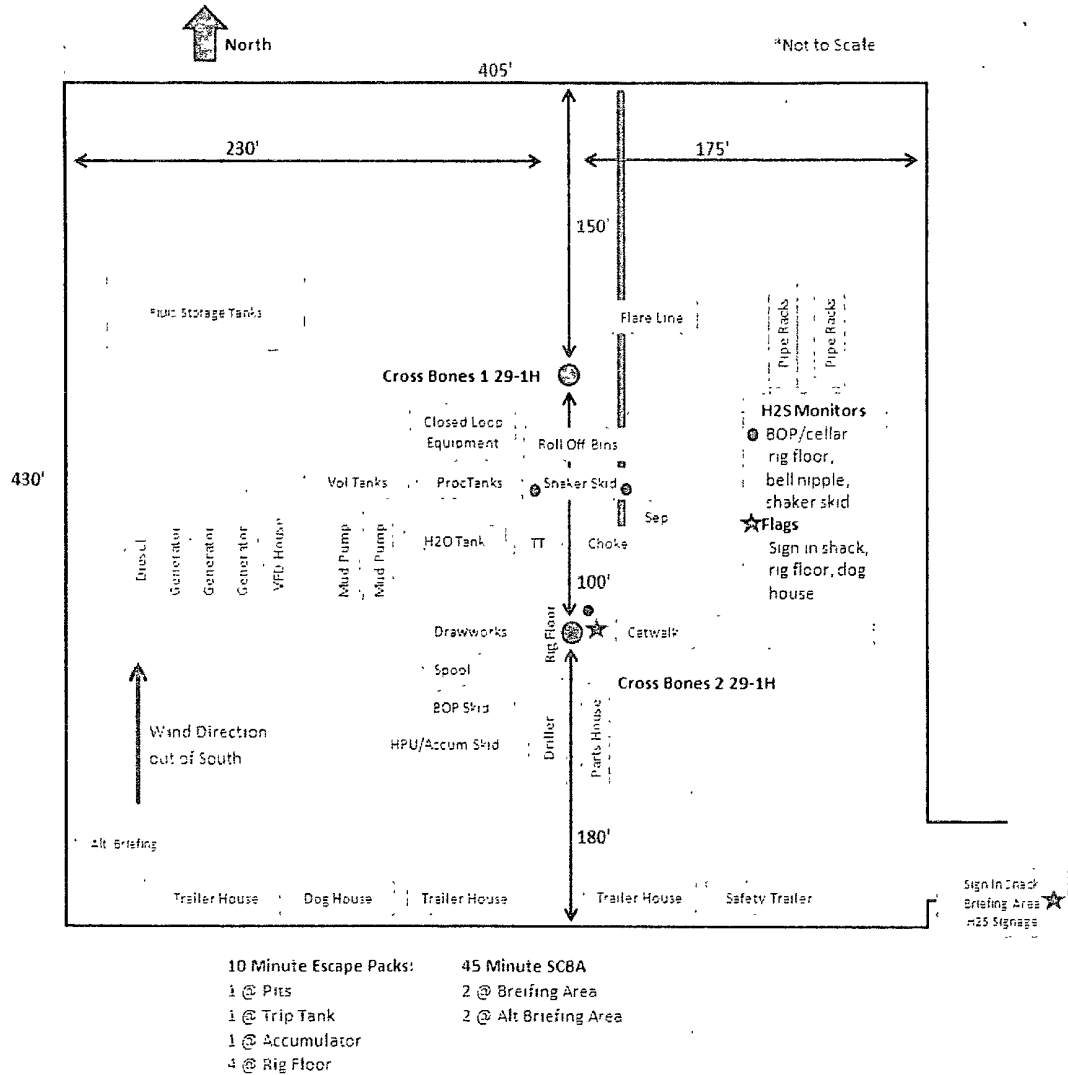 North
*Not to Scale
405'
230'
175'
150'
Fluid Storage Tanks
Flare Line
Pipe Racks
Pipe Racks
Cross Bones 1 29-1H
Closed Loop
Equipment
Roll Off Bins
H2S Monitors
BOP/cellar
rig floor,
bell nipple,
shaker skid
Flags
Sign in shack,
rig floor, dog
house
430'
Vol Tanks
ProcTanks
Shaker Skid
Sep
Diesel
Generator
Generator
Generator
VFD House
Mud Pump
Mud Pump
H2O Tank
TT
Choke
100'
Drawworks
Rig Floor
Catwalk
Spool
Cross Bones 2 29-1H
BOP Skid
HPU/Accum Skid
Driller
Parts House
Wind Direction
out of South
180'
Alt Briefing
Trailer House
Dog House
Trailer House
Trailer House
Safety Trailer
Sign In Shack
Briefing Area
H2S Signage
10 Minute Escape Packs:
1 @ Pits
1 @ Trip Tank
1 @ Accumulator
4 @ Rig Floor
45 Minute SCBA
2 @ Breifing Area
2 @ Alt Briefing Area